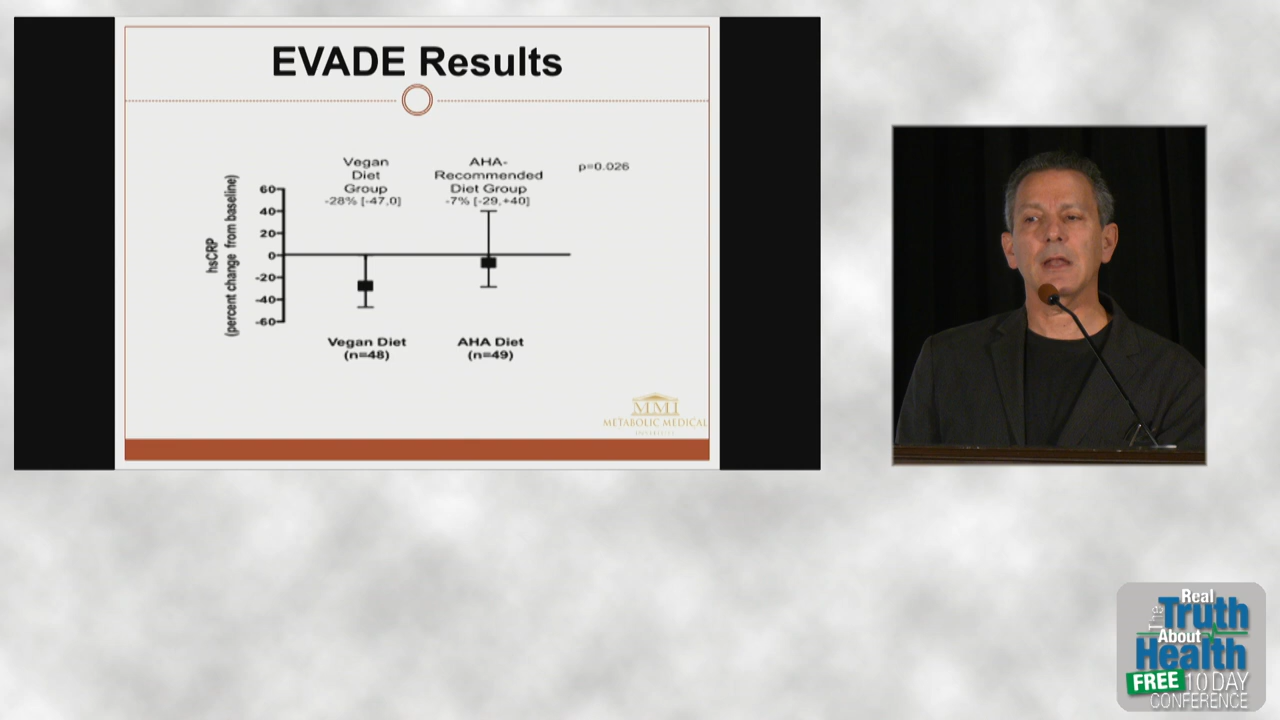 EVADE Results
Vegan
Diet
Group
-28% [-47,0]
AHA-
Recommended
Diet Group
-7% [-29,+40]
p=0.026
hsCRP
(percent change from baseline)
60
40
20
0
-20
-40
-60
Vegan Diet
(n=48)
AHA Diet
(n=49)
MMI
METABOLIC MEDICAL
The Real
Truth
About
Health
FREE 10 DAY
CONFERENCE